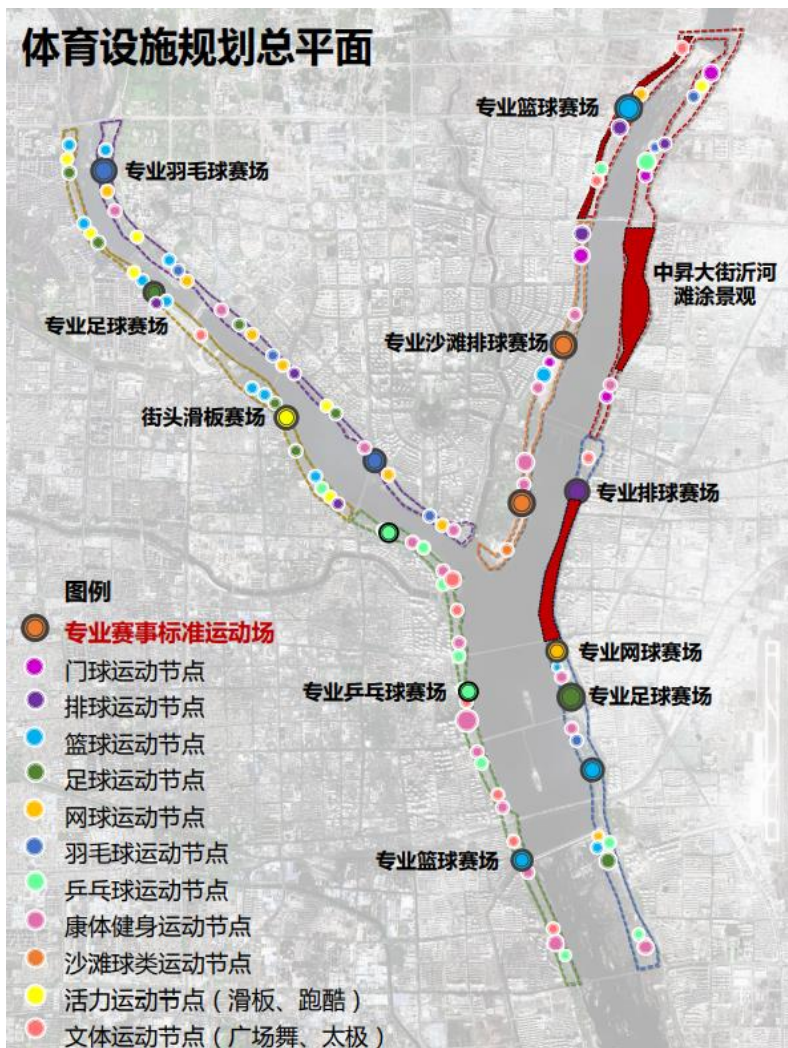 体育设施规划总平面
专业篮球赛场
专业羽毛球赛场
中昇大街沂河
滩涂景观
专业足球赛场
专业沙滩排球赛场
街头滑板赛场
专业排球赛场
图例
专业赛事标准运动场
专业网球赛场
门球运动节点
专业乒乓球赛场
专业足球赛场
排球运动节点
篮球运动节点
足球运动节点
网球运动节点
羽毛球运动节点
专业篮球赛场
乒乓球运动节点
康体健身运动节点
沙滩球类运动节点
活力运动节点（滑板、跑酷）
文体运动节点（广场舞、太极）